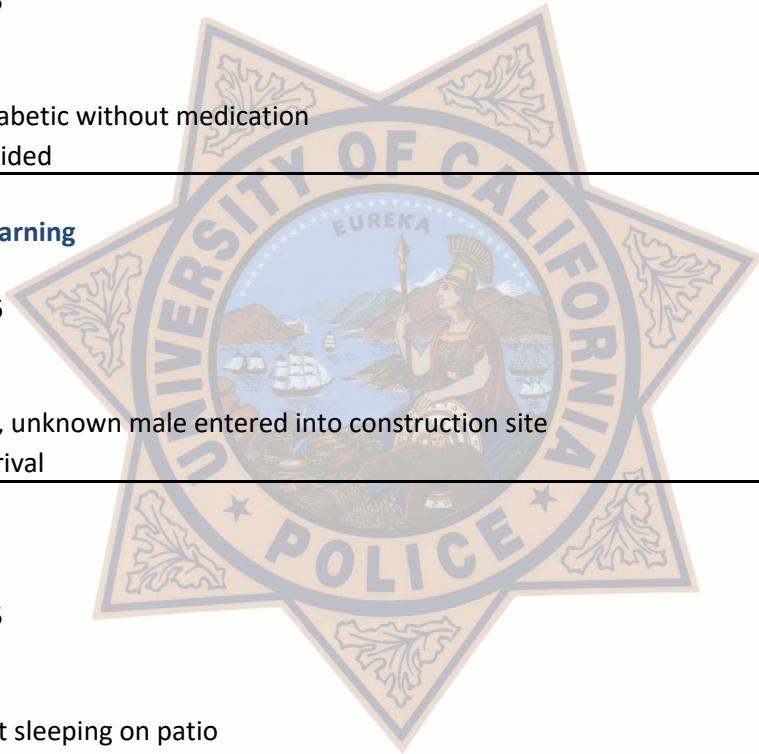 abetic without medication
ided
arning
, unknown male entered into construction site
rival
t sleeping on patio
UNIVERSITY OF CALIFORNIA
EUREKA
POLICE